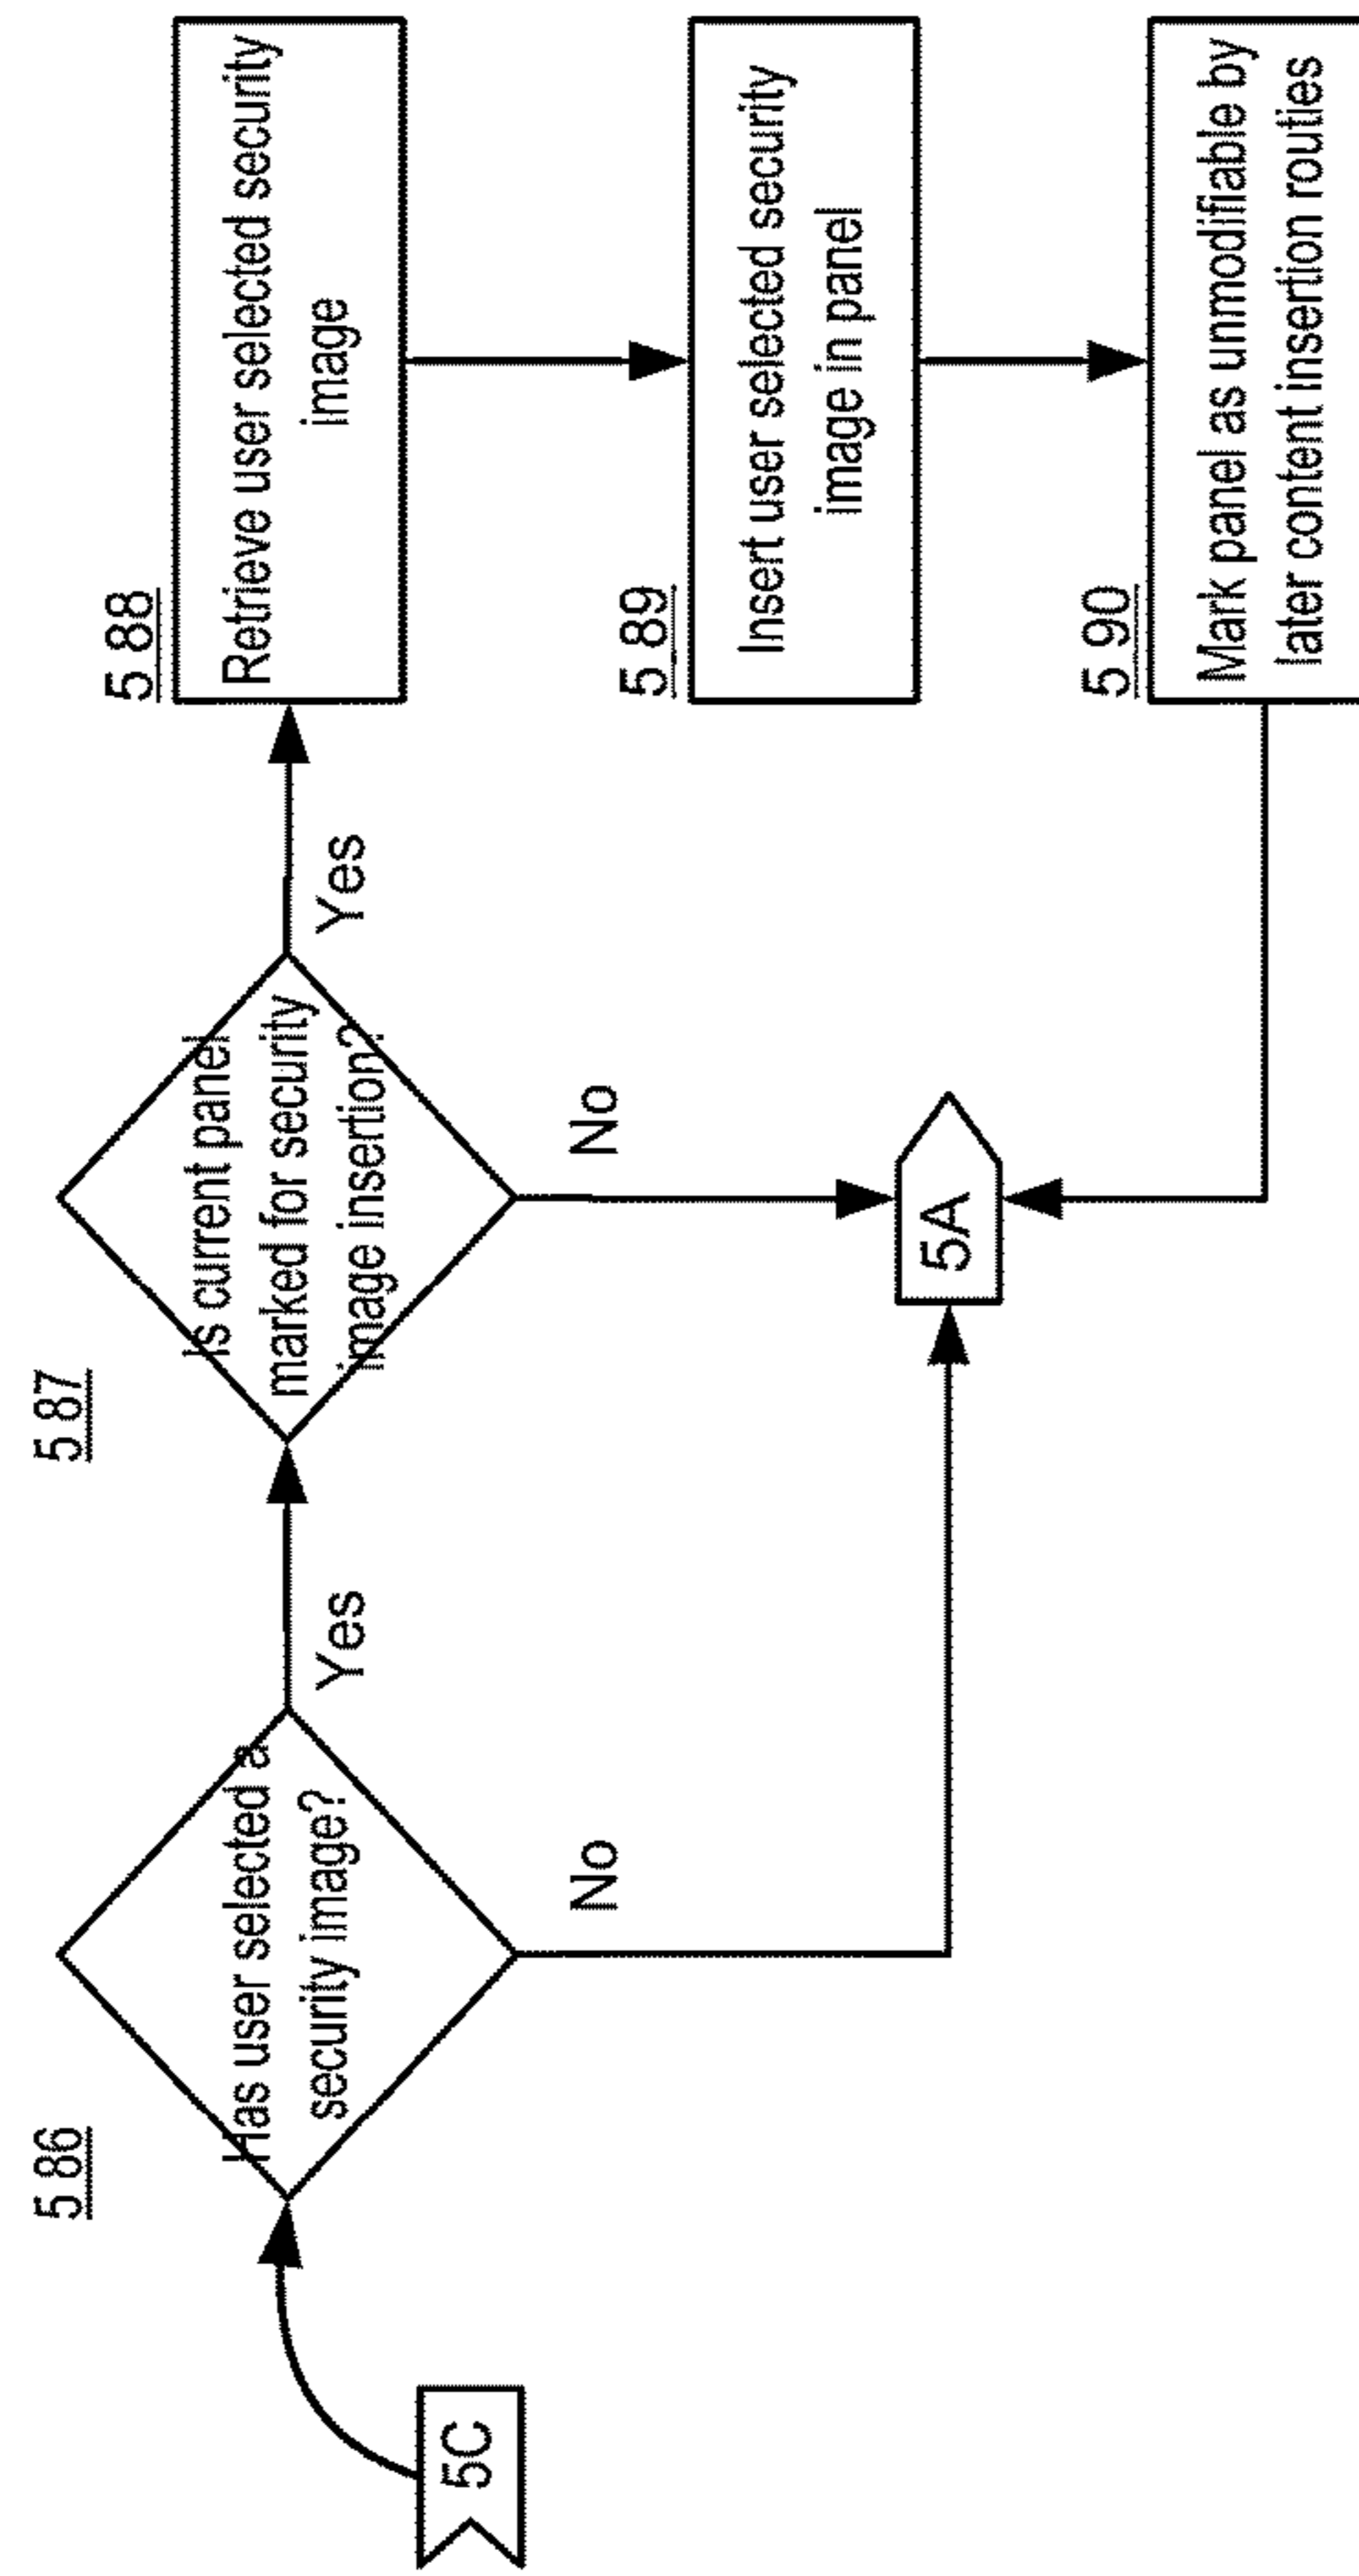 5C
5 86
Has user selected a
security image?
Yes
No
5 87
Is current panel
marked for security
image insertion?
Yes
No
5A
5 88
Retrieve user selected security
image
5 89
Insert user selected security
image in panel
5 90
Mark panel as unmodifiable by
later content insertion routies